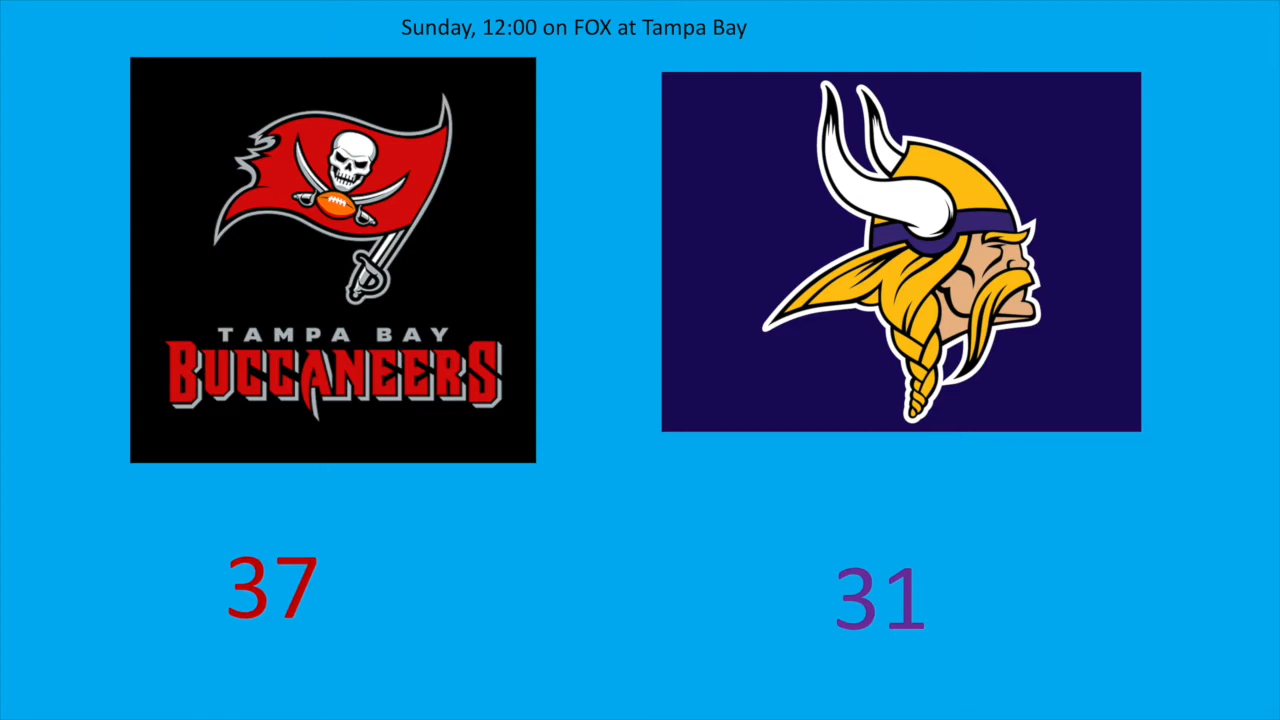 Sunday, 12:00 on FOX at Tampa Bay
TAMPA BAY
BUCCANEERS
37
31